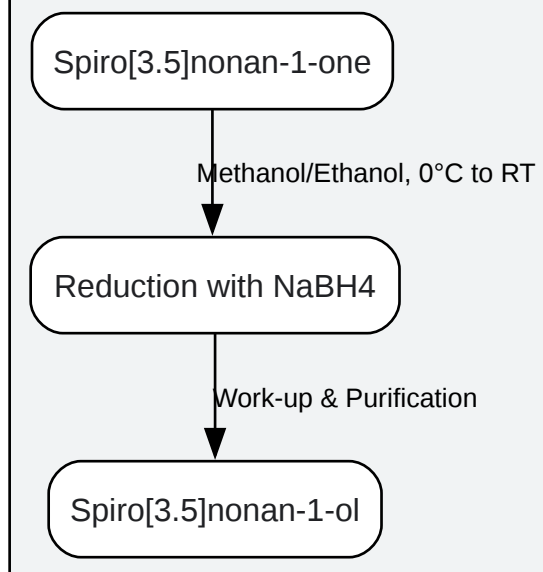 Spiro[3.5]nonan-1-one
Methanol/Ethanol, 0°C to RT
Reduction with NaBH4
Work-up & Purification
Spiro[3.5]nonan-1-ol